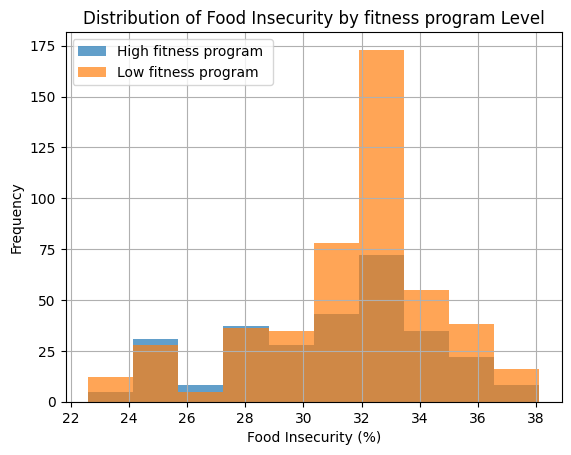 Distribution of Food Insecurity by fitness program Level
High fitness program
Low fitness program
Frequency
175
150
125
100
75
50
25
0
22 24 26 28 30 32 34 36 38
Food Insecurity (%)